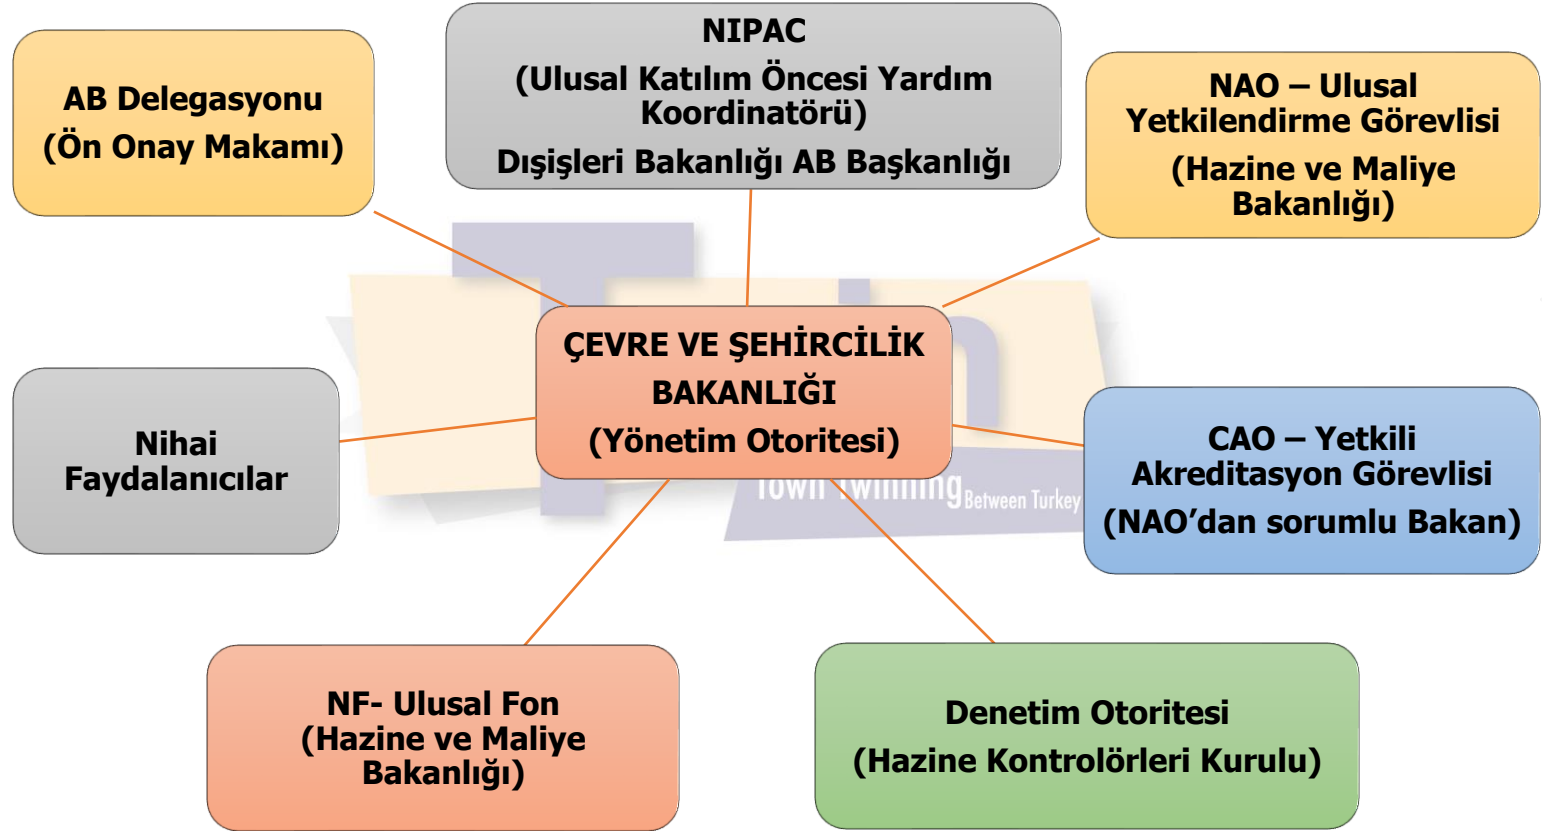 NIPAC
(Ulusal Katılım Öncesi Yardım
Koordinatörü)
Dışişleri Bakanlığı AB Başkanlığı
AB Delegasyonu
(Ön Onay Makamı)
NAO – Ulusal
Yetkilendirme Görevlisi
(Hazine ve Maliye
Bakanlığı)
ÇEVRE VE ŞEHİRCİLİK
BAKANLIĞI
(Yönetim Otoritesi)
Nihai
Faydalanıcılar
CAO – Yetkili
Akreditasyon Görevlisi
(NAO’dan sorumlu Bakan)
Town Twinning Between Turkey
NF- Ulusal Fon
(Hazine ve Maliye
Bakanlığı)
Denetim Otoritesi
(Hazine Kontrolörleri Kurulu)